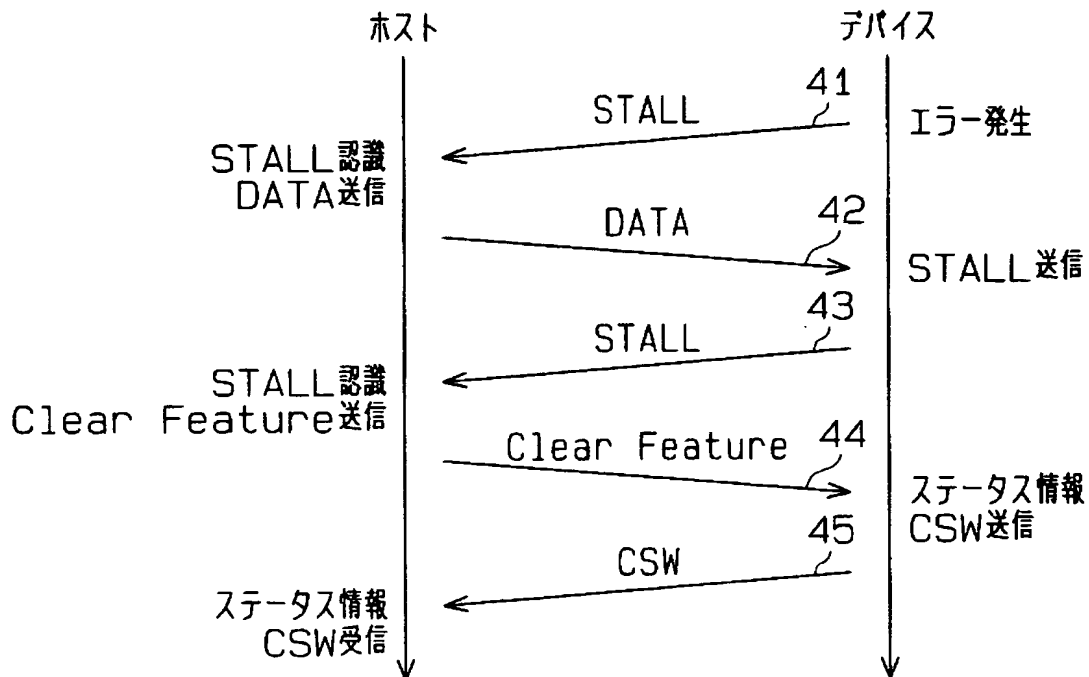 ホスト
デバイス
41
STALL
エラー発生
STALL認識
DATA送信
DATA
42
STALL送信
43
STALL
STALL認識
Clear Feature送信
Clear Feature
44
ステータス情報
CSW送信
45
CSW
ステータス情報
CSW受信